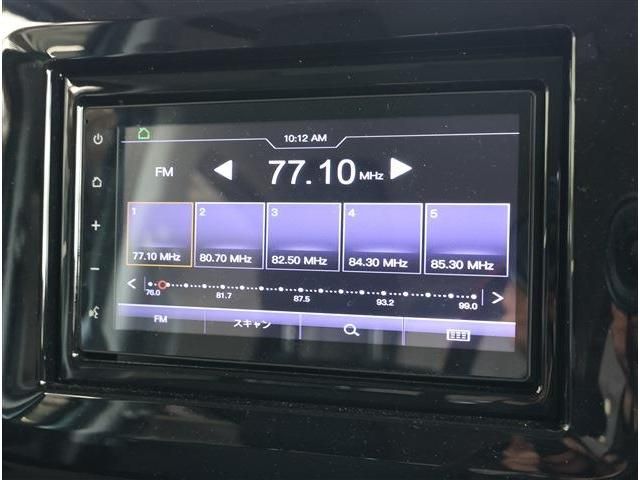 10:12 AM
FM 77.10 MHz
1 2 3 4 5
77.10 MHz 80.70 MHz 82.50 MHz 84.30 MHz 85.30 MHz
76.0 81.7 87.5 93.2 99.0
FM スキャン